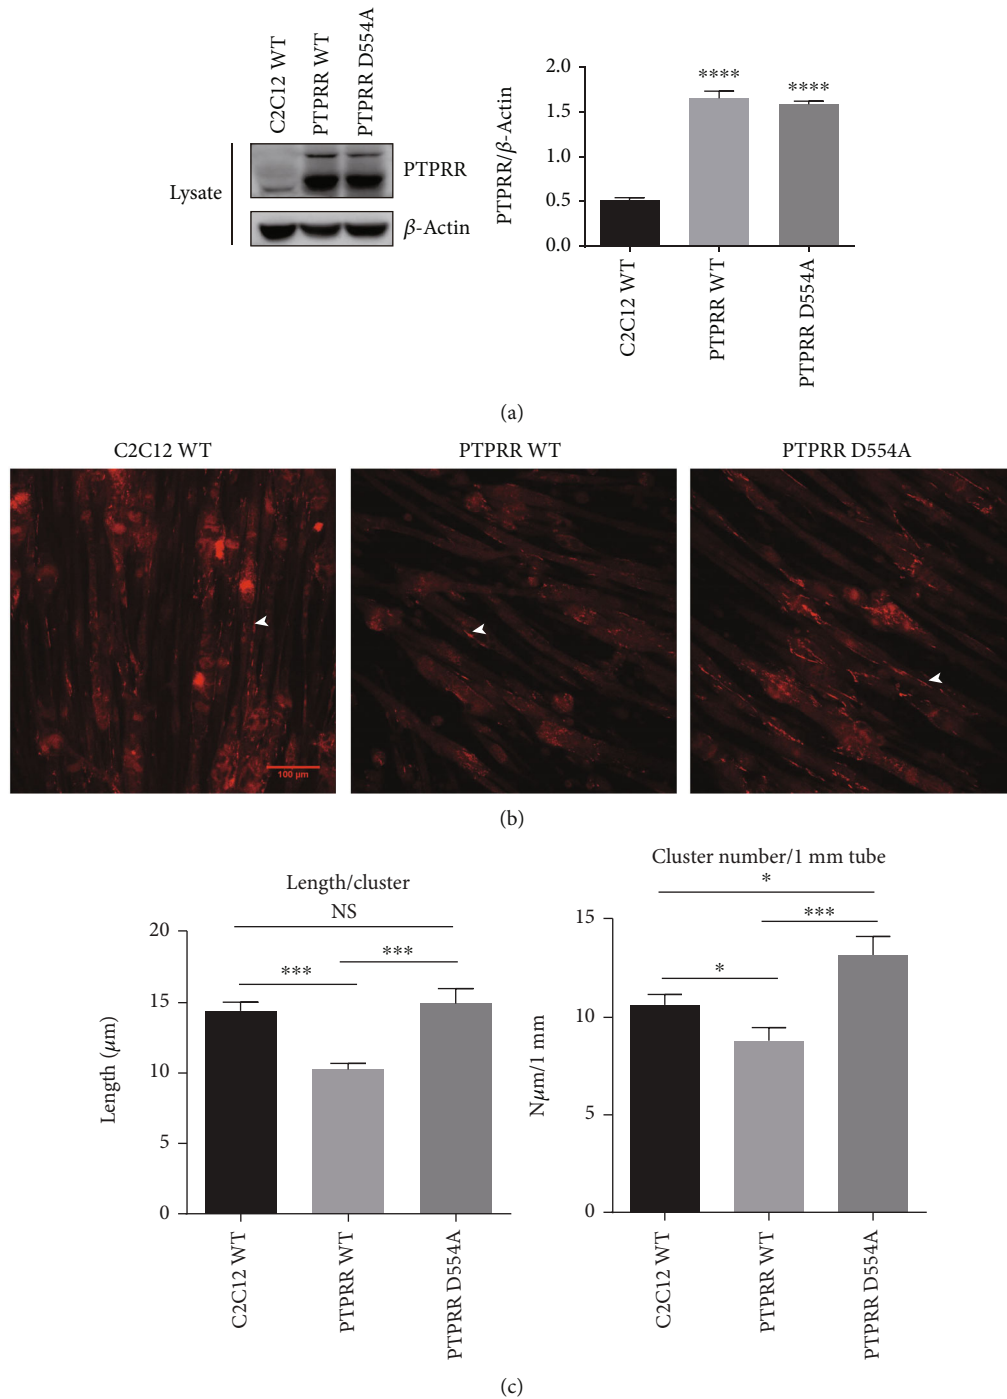 C2C12 WT
PTPRR WT
PTPRR D554A
Lysate
PTPRR
β-Actin
PTPRR/β-Actin
2.0
1.5
1.0
0.5
0.0
****
****
C2C12 WT
PTPRR WT
PTPRR D554A
(a)
C2C12 WT
PTPRR WT
PTPRR D554A
100 μm
(b)
Length/cluster
NS
***
***
Length (μm)
20
15
10
5
0
C2C12 WT
PTPRR WT
PTPRR D554A
Cluster number/1 mm tube
*
***
*
Nμm/1 mm
15
10
5
0
C2C12 WT
PTPRR WT
PTPRR D554A
(c)